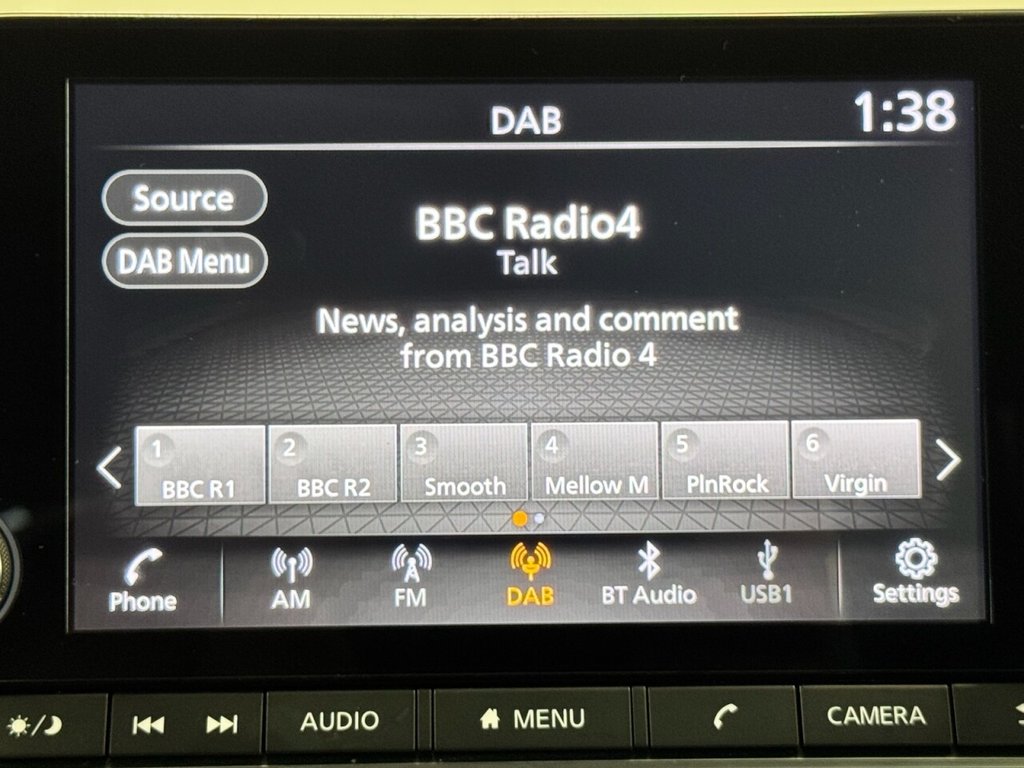 DAB
1:38
Source
DAB Menu
BBC Radio4
Talk
News, analysis and comment
from BBC Radio 4
1
BBC R1
2
BBC R2
3
Smooth
4
Mellow M
5
PlnRock
6
Virgin
Phone
AM
FM
DAB
BT Audio
USB1
Settings
AUDIO
MENU
CAMERA